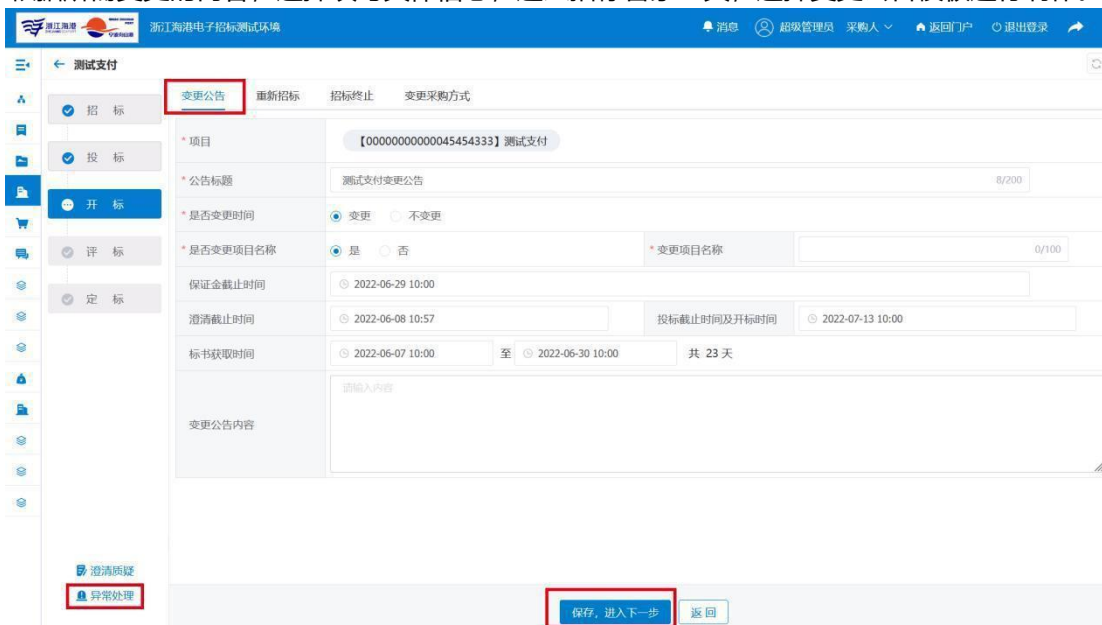 浙江海港 浙江海港电子招标测试环境 消息 超级管理员 采购人 返回门户 退出登录
← 测试支付
变更公告 重新招标 招标终止 变更采购方式
招 标
* 项目 【00000000000045454333】测试支付
投 标
* 公告标题 测试支付变更公告 8/200
开 标
* 是否变更时间 变更 不变更
评 标
* 是否变更项目名称 是 否 * 变更项目名称 0/100
保证金截止时间 2022-06-29 10:00
定 标
澄清截止时间 2022-06-08 10:57 投标截止时间及开标时间 2022-07-13 10:00
标书获取时间 2022-06-07 10:00 至 2022-06-30 10:00 共 23 天
请输入内容
变更公告内容
澄清质疑
异常处理
保存，进入下一步 返回